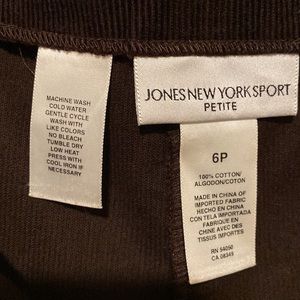 MACHINE WASH
COLD WATER
GENTLE CYCLE
WASH WITH
LIKE COLORS
NO BLEACH
TUMBLE DRY
LOW HEAT
PRESS WITH
COOL IRON IF
NECESSARY
JONES NEW YORK SPORT
PETITE
6P
100% COTTON/
ALGODON/COTON
MADE IN CHINA OF
IMPORTED FABRIC
HECHO EN CHINA
CON TELA IMPORTADA
FABRIQUE EN
CHINE AVEC DES
TISSUS IMPORTES
RN 54050
CA 08349